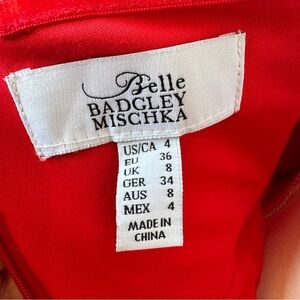 Belle
BADGLEY
MISCHKA
US/CA 4
EU 36
UK 8
GER 34
AUS 8
MEX 4
MADE IN
CHINA